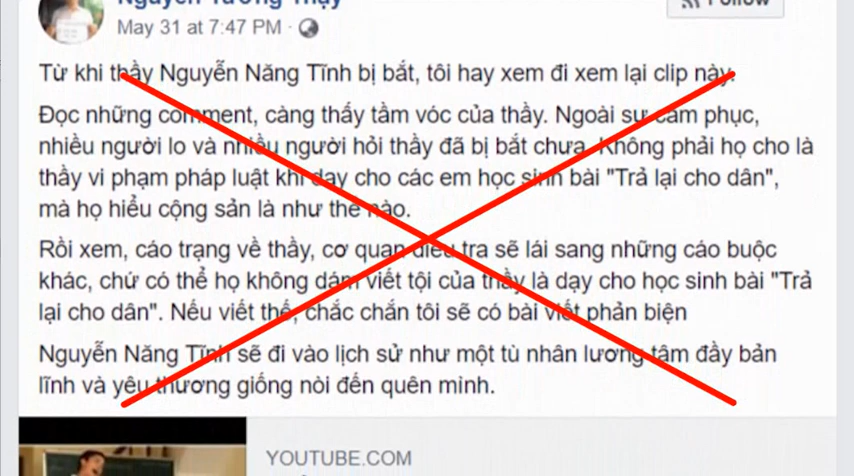 Nguyễn Tường Thụy
Follow
May 31 at 7:47 PM ·
Từ khi thầy Nguyễn Năng Tĩnh bị bắt, tôi hay xem đi xem lại clip này.
Đọc những comment, càng thấy tầm vóc của thầy. Ngoài sự cảm phục,
nhiều người lo và nhiều người hỏi thầy đã bị bắt chưa. Không phải họ cho là
thầy vi phạm pháp luật khi dạy cho các em học sinh bài "Trả lại cho dân",
mà họ hiểu cộng sản là như thế nào.
Rồi xem, cáo trạng về thầy, cơ quan điều tra sẽ lái sang những cáo buộc
khác, chứ có thể họ không dám viết tội của thầy là dạy cho học sinh bài "Trả
lại cho dân". Nếu viết thế, chắc chắn tôi sẽ có bài viết phản biện
Nguyễn Năng Tĩnh sẽ đi vào lịch sử như một tù nhân lương tâm đầy bản
lĩnh và yêu thương giống nòi đến quên mình.
YOUTUBE.COM